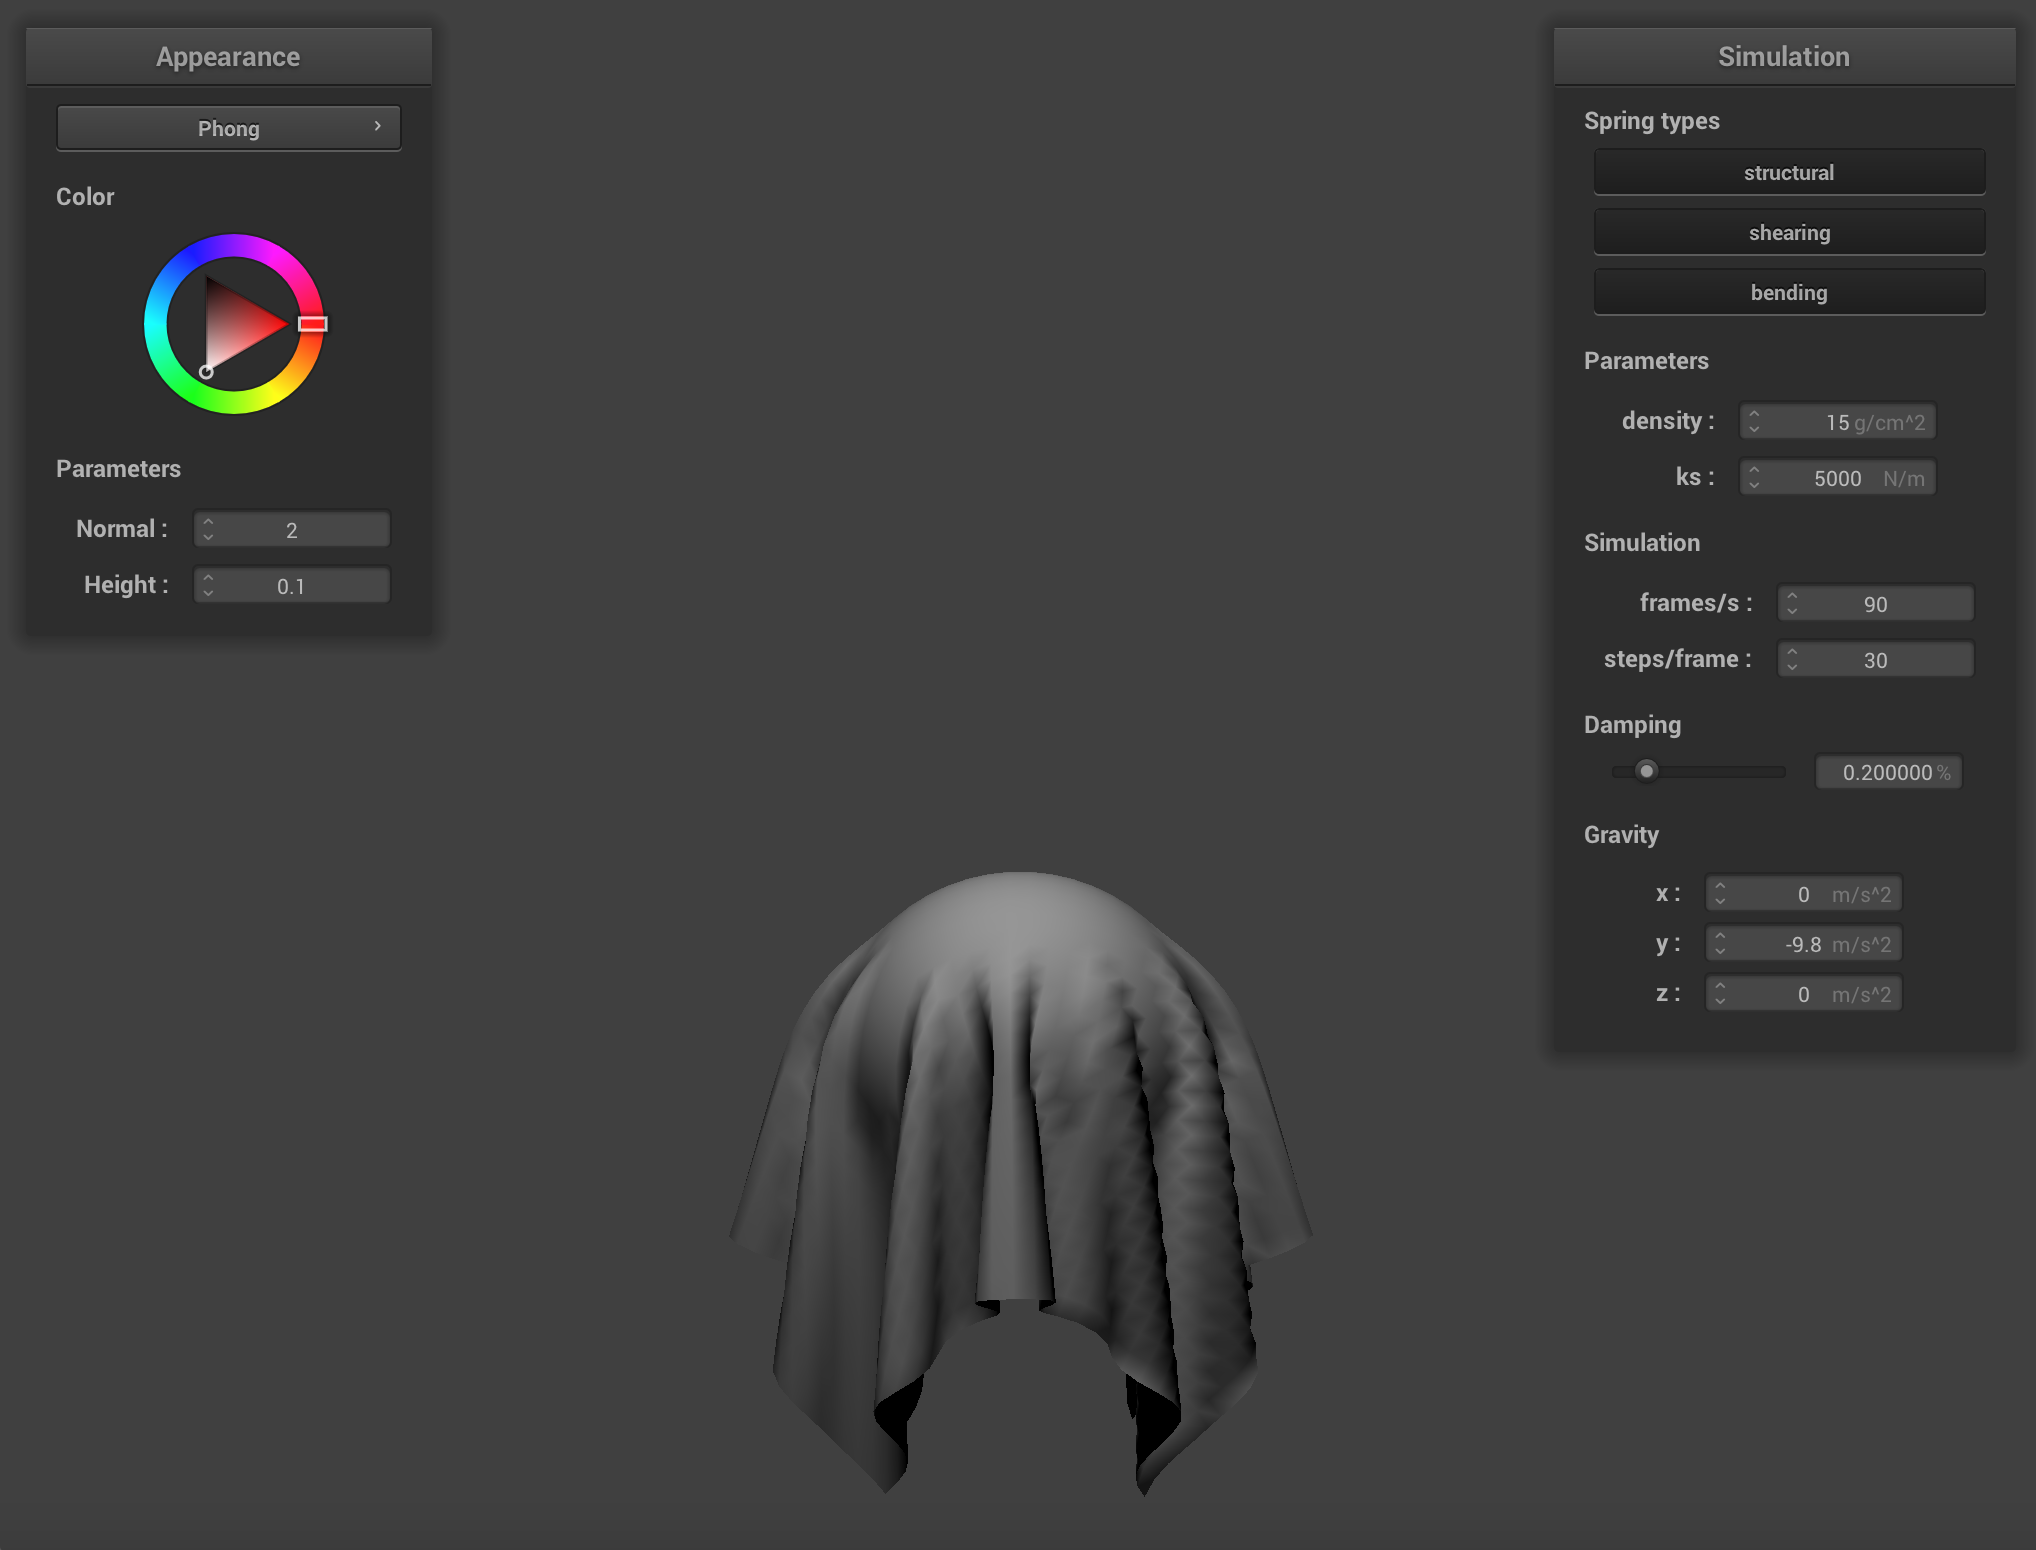 Appearance
Phong
Color
Parameters
Normal : 2
Height : 0.1
Simulation
Spring types
structural
shearing
bending
Parameters
density : 15 g/cm^2
ks : 5000 N/m
Simulation
frames/s : 90
steps/frame : 30
Damping
0.200000 %
Gravity
x : 0 m/s^2
y : -9.8 m/s^2
z : 0 m/s^2